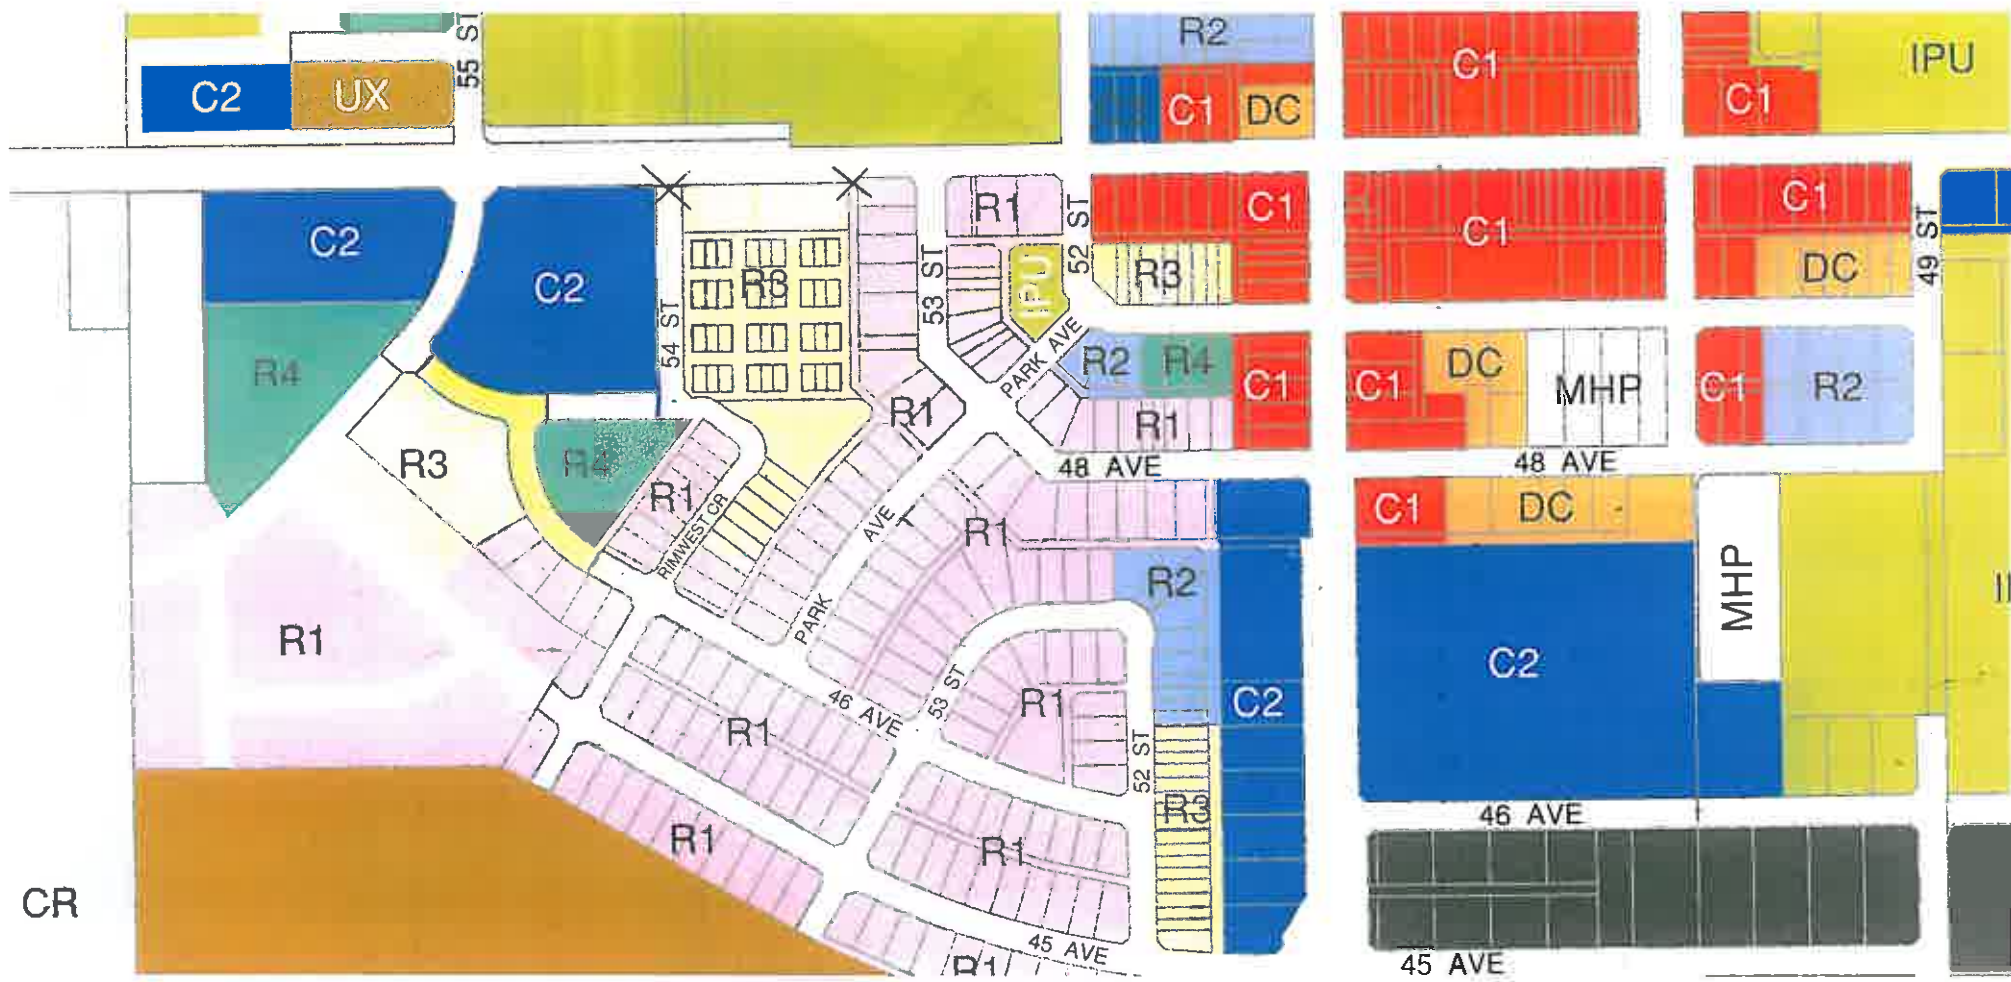 55 ST
R2
C1
IPU
C2
UX
C2
C1
DC
C1
C2
C2
R3
R1
52 ST
C1
C1
C1
49 ST
53 ST
IPU
R3
DC
54 ST
R4
R2
R4
C1
C1
DC
MHP
C1
R2
PARK AVE
R1
R1
48 AVE
48 AVE
R3
R4
R1
RIMWEST CR
PARK AVE
R1
C1
DC
R2
MHP
R1
C2
R1
46 AVE
53 ST
R1
C2
52 ST
R3
46 AVE
R1
R1
CR
45 AVE
R1
45 AVE